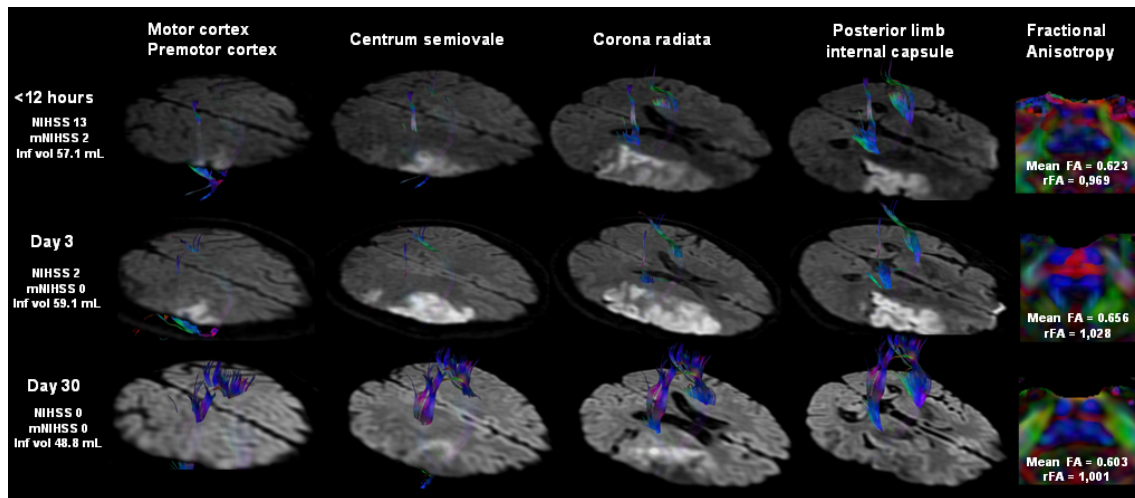 Motor cortex
Premotor cortex
Centrum semiovale
Corona radiata
Posterior limb
internal capsule
Fractional
Anisotropy
<12 hours
NIHSS 13
mNIHSS 2
Inf vol 57.1 mL
Mean FA = 0.623
rFA = 0,969
Day 3
NIHSS 2
mNIHSS 0
Inf vol 59.1 mL
Mean FA = 0.656
rFA = 1,028
Day 30
NIHSS 0
mNIHSS 0
Inf vol 48.8 mL
Mean FA = 0.603
rFA = 1,001